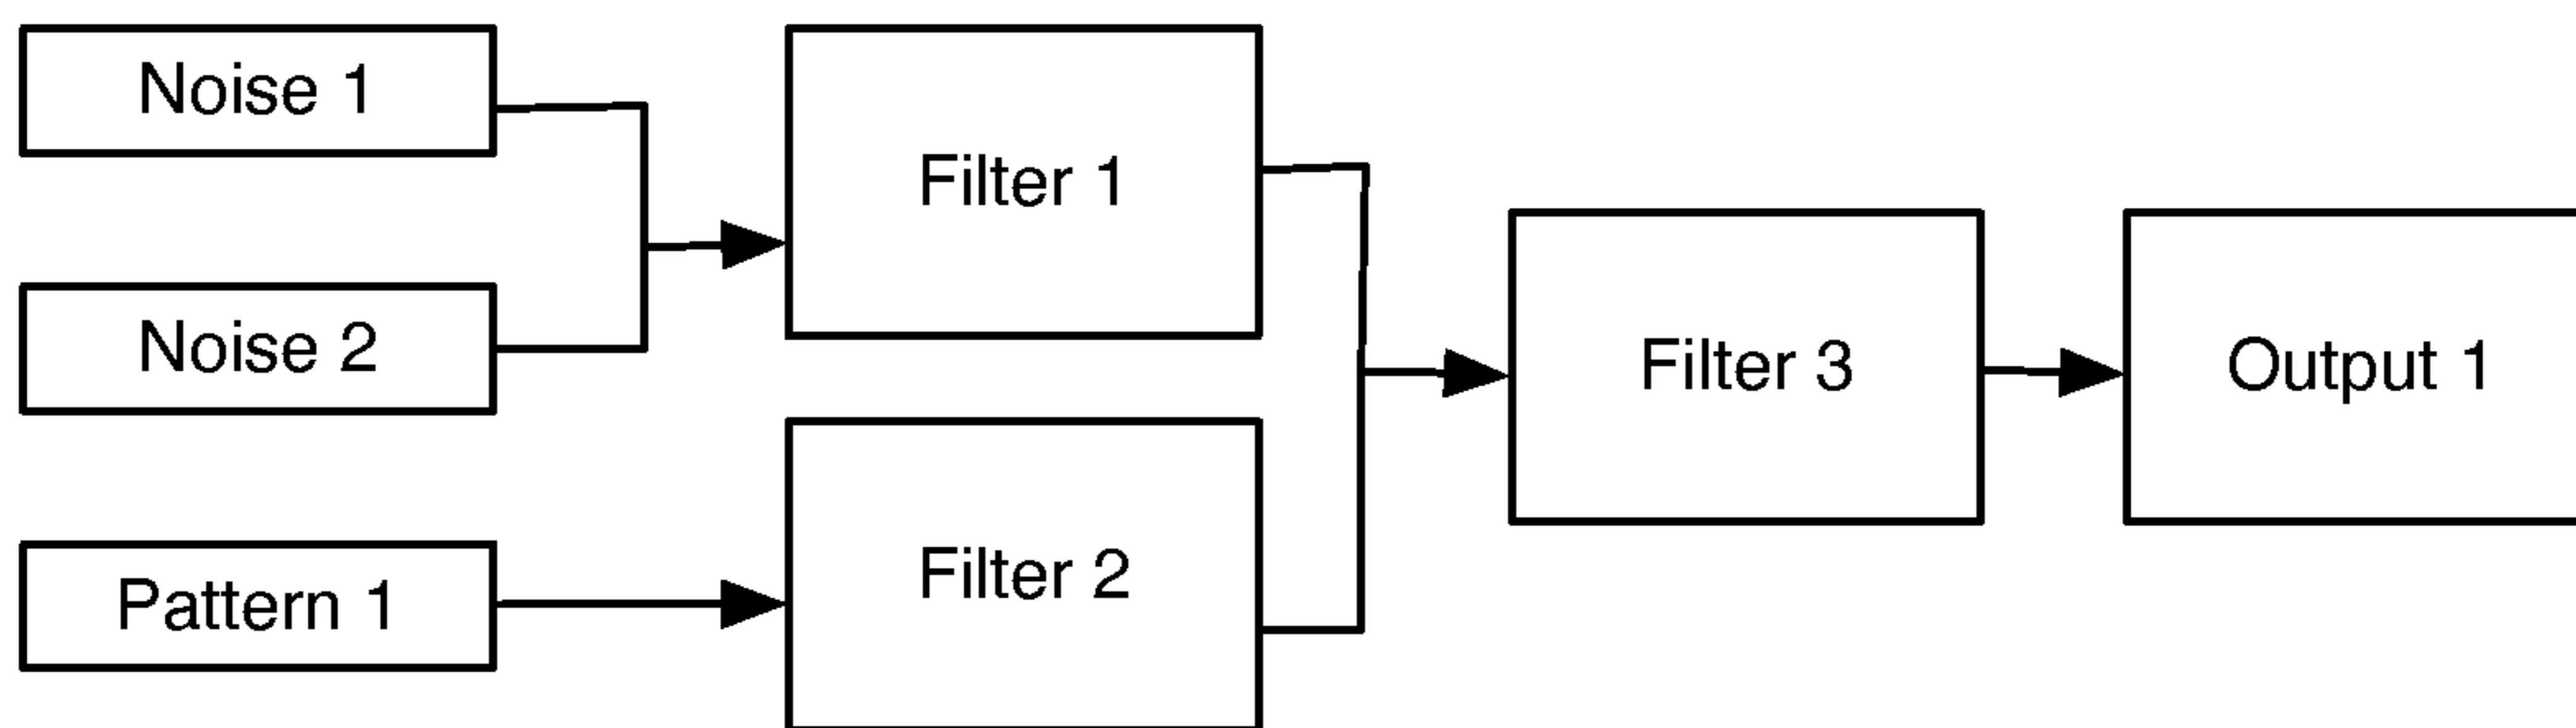 Noise 1
Noise 2
Pattern 1
Filter 1
Filter 2
Filter 3
Output 1